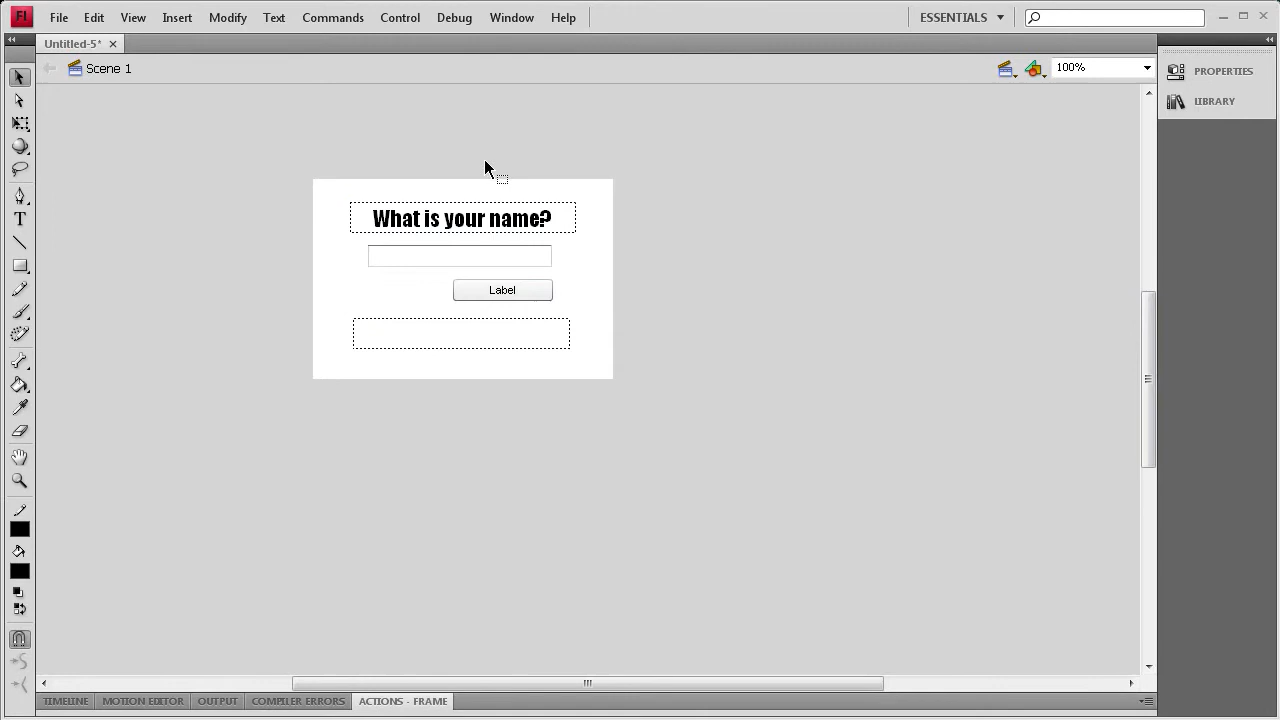 Fl File Edit View Insert Modify Text Commands Control Debug Window Help ESSENTIALS
Untitled-5*
Scene 1 100%
PROPERTIES
LIBRARY
What is your name?
Label
TIMELINE MOTION EDITOR OUTPUT COMPILER ERRORS ACTIONS - FRAME